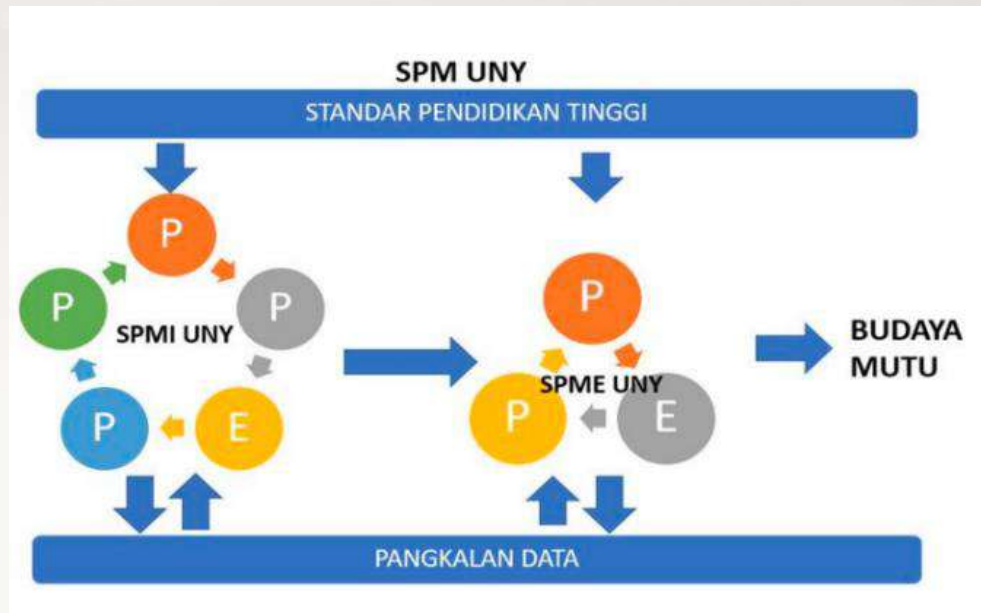 SPM UNY
STANDAR PENDIDIKAN TINGGI
P
P
P
SPMI UNY
P
E
P
SPME UNY
P
E
BUDAYA
MUTU
PANGKALAN DATA